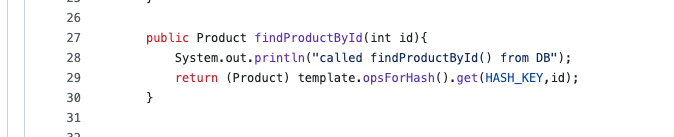 26
27 public Product findProductById(int id){
28 System.out.println("called findProductById() from DB");
29 return (Product) template.opsForHash().get(HASH_KEY,id);
30 }
31